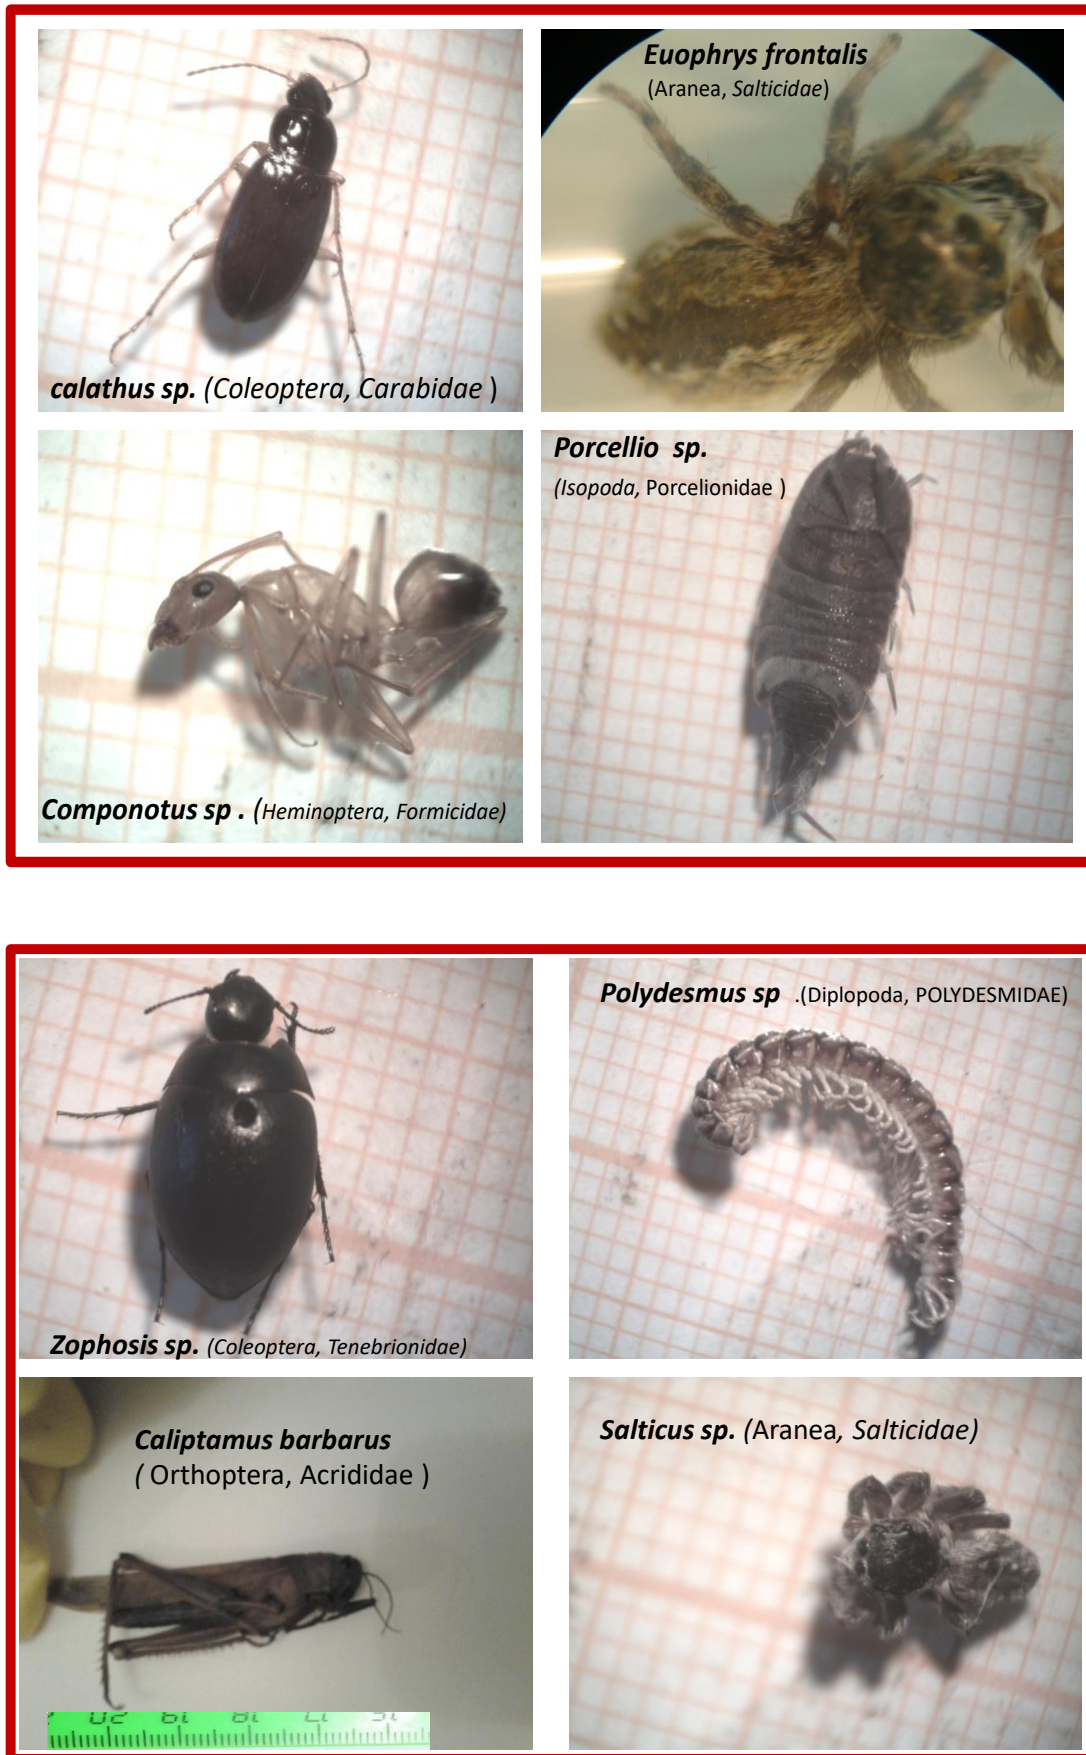 Euophrys frontalis
(Aranea, Salticidae)
calathus sp. (Coleoptera, Carabidae )
Porcellio sp.
(Isopoda, Porcelionidae )
Componotus sp . (Heminoptera, Formicidae)
Polydesmus sp .(Diplopoda, POLYDESMIDAE)
Zophosis sp. (Coleoptera, Tenebrionidae)
Caliptamus barbarus
( Orthoptera, Acrididae )
Salticus sp. (Aranea, Salticidae)